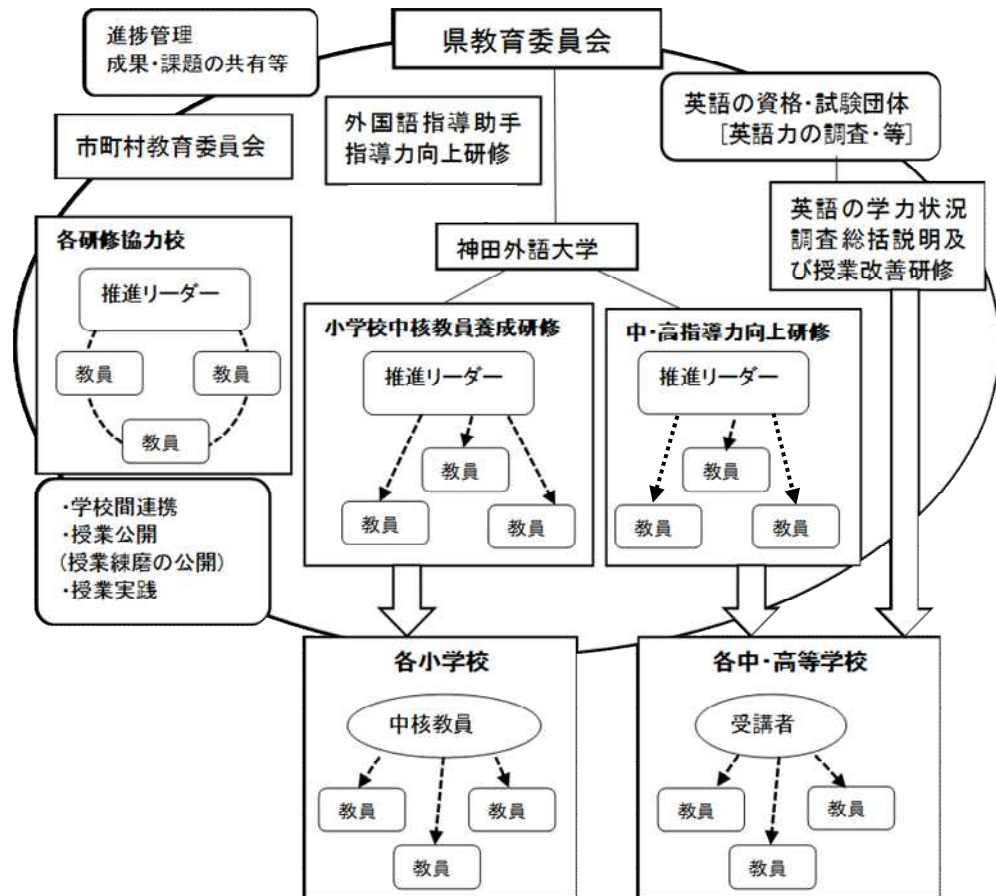 進捗管理
成果・課題の共有等
県教育委員会
外国語指導助手
指導力向上研修
英語の資格・試験団体
[英語力の調査・等]
市町村教育委員会
英語の学力状況
調査総括説明及
び授業改善研修
神田外語大学
各研修協力校
推進リーダー
教員
教員
教員
・学校間連携
・授業公開
(授業練磨の公開)
・授業実践
小学校中核教員養成研修
推進リーダー
教員
教員
教員
中・高指導力向上研修
推進リーダー
教員
教員
教員
各小学校
中核教員
教員
教員
教員
各中・高等学校
受講者
教員
教員
教員